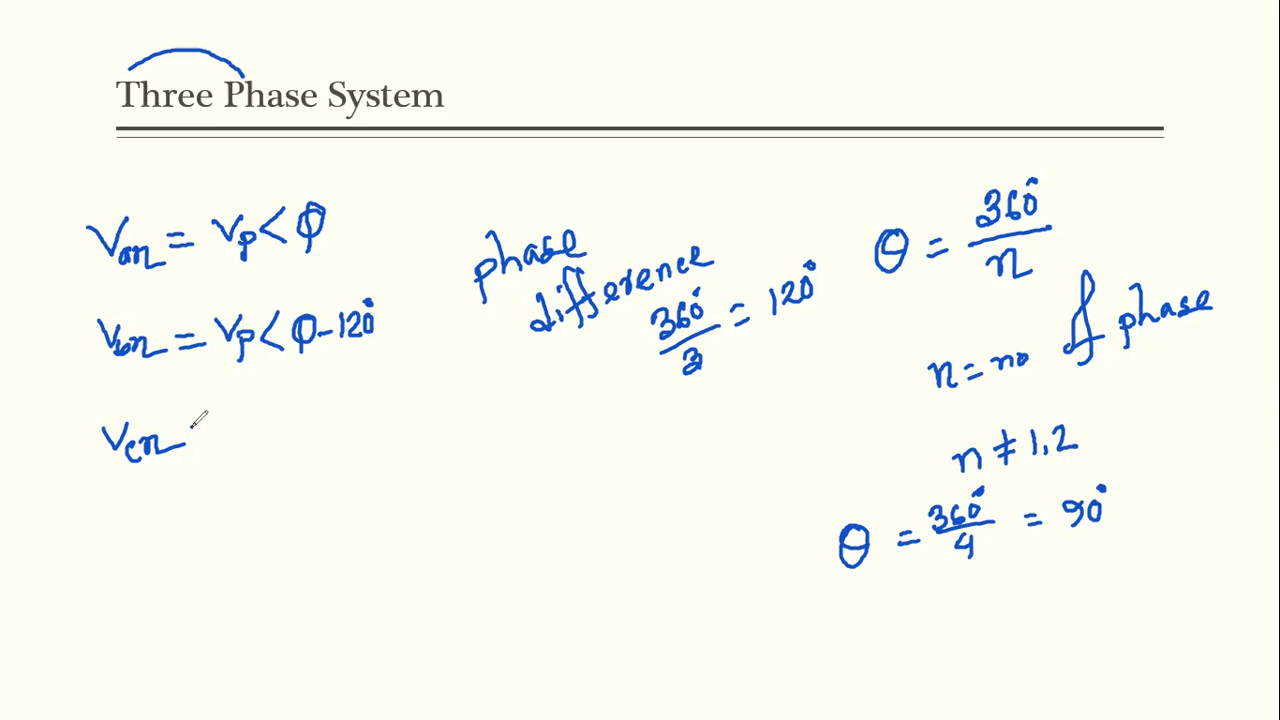 Three Phase System
Van = Vp < φ
Vbn = Vp < φ-120°
Vcn
phase
difference
360°/3 = 120°
θ = 360°/n
n = no of phase
n ≠ 1,2
θ = 360°/4 = 90°